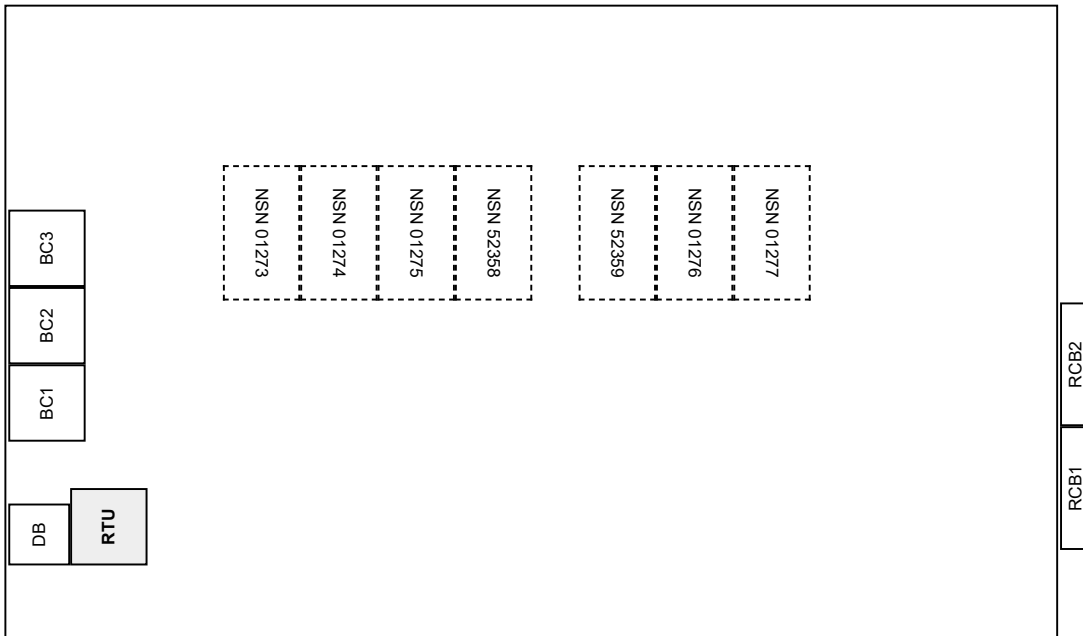 NSN 01273
NSN 01274
NSN 01275
NSN 52358
NSN 52359
NSN 01276
NSN 01277
BC3
BC2
BC1
DB
RTU
RCB2
RCB1